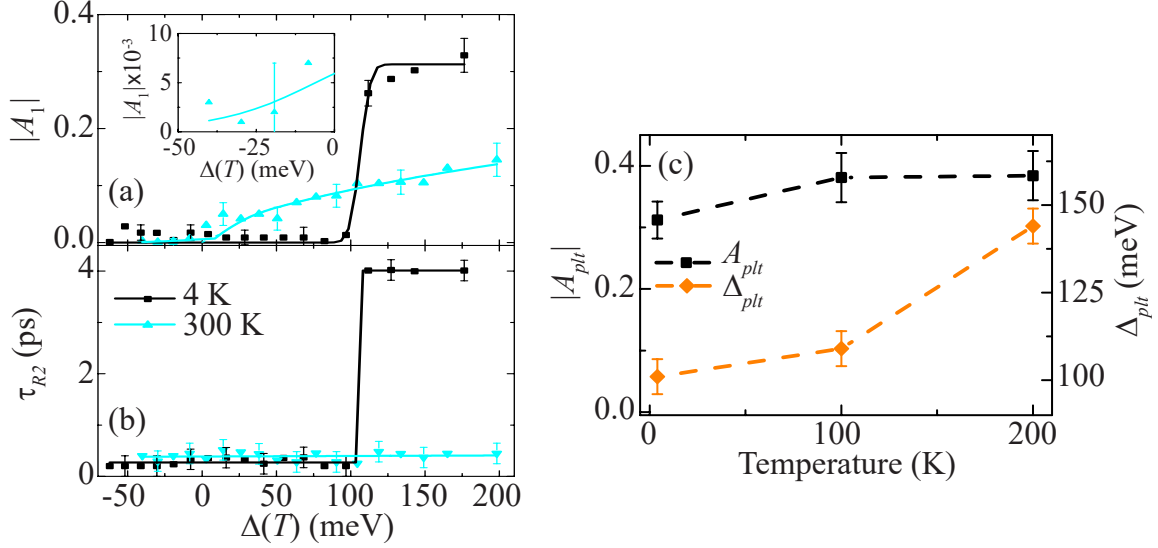 0.4
0.2
0.0
|A₁|
10
5
0
|A₁|x10⁻³
-50
-25
0
Δ(T) (meV)
(a)
4
2
0
τR2 (ps)
4 K
300 K
(b)
-50
0
50
100
150
200
Δ(T) (meV)
(c)
0.4
0.2
0.0
|Aplt|
Aplt
Δplt
150
125
100
Δplt (meV)
0
100
200
Temperature (K)